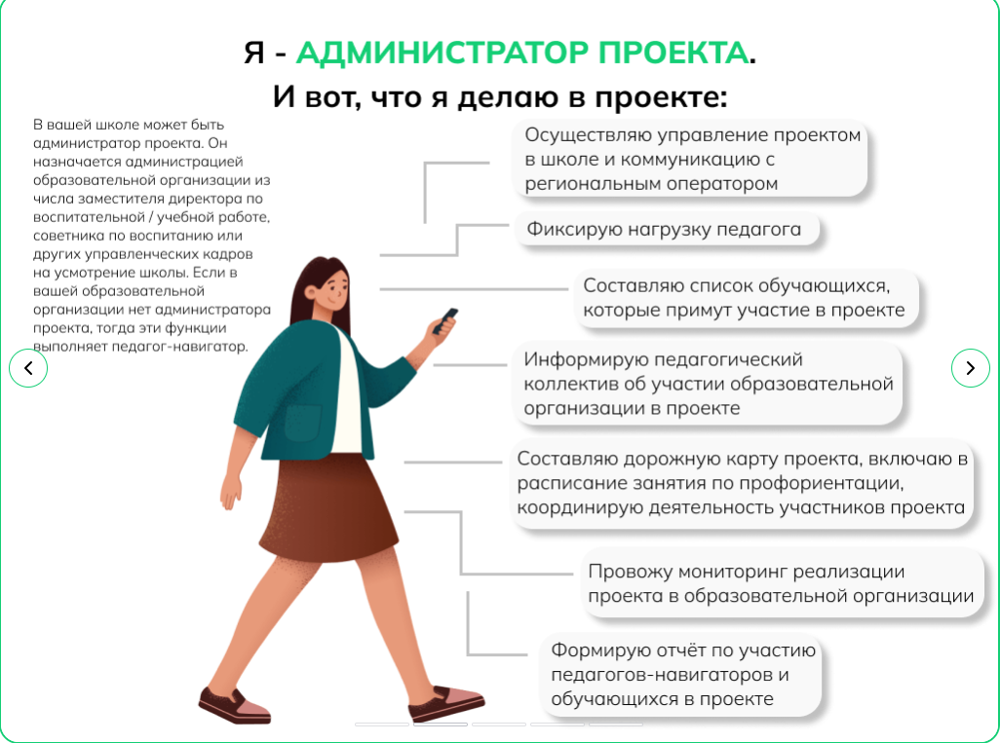 Я - АДМИНИСТРАТОР ПРОЕКТА.
И вот, что я делаю в проекте:
В вашей школе может быть
администратор проекта. Он
назначается администрацией
образовательной организации из
числа заместителя директора по
воспитательной / учебной работе,
советника по воспитанию или
других управленческих кадров
на усмотрение школы. Если в
вашей образовательной
организации нет администратора
проекта, тогда эти функции
выполняет педагог-навигатор.
Осуществляю управление проектом
в школе и коммуникацию с
региональным оператором
Фиксирую нагрузку педагога
Составляю список обучающихся,
которые примут участие в проекте
Информирую педагогический
коллектив об участии образовательной
организации в проекте
Составляю дорожную карту проекта, включаю в
расписание занятия по профориентации,
координирую деятельность участников проекта
Провожу мониторинг реализации
проекта в образовательной организации
Формирую отчёт по участию
педагогов-навигаторов и
обучающихся в проекте